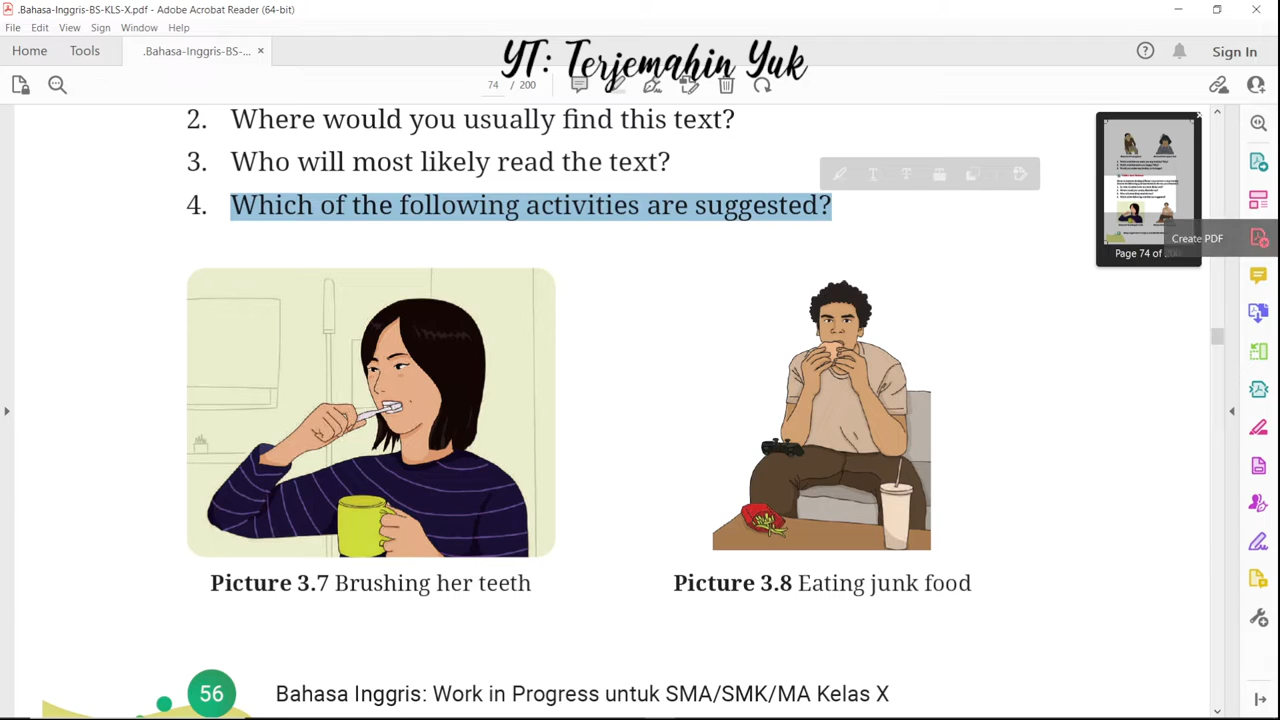 .Bahasa-Inggris-BS-KLS-X.pdf - Adobe Acrobat Reader (64-bit)
File Edit View Sign Window Help
Home Tools .Bahasa-Inggris-BS-... × Sign In
YT: Terjemahin Yuk
74 / 200
2. Where would you usually find this text?
3. Who will most likely read the text?
4. Which of the following activities are suggested?
Create PDF
Page 74 of 200
Picture 3.7 Brushing her teeth
Picture 3.8 Eating junk food
56 Bahasa Inggris: Work in Progress untuk SMA/SMK/MA Kelas X